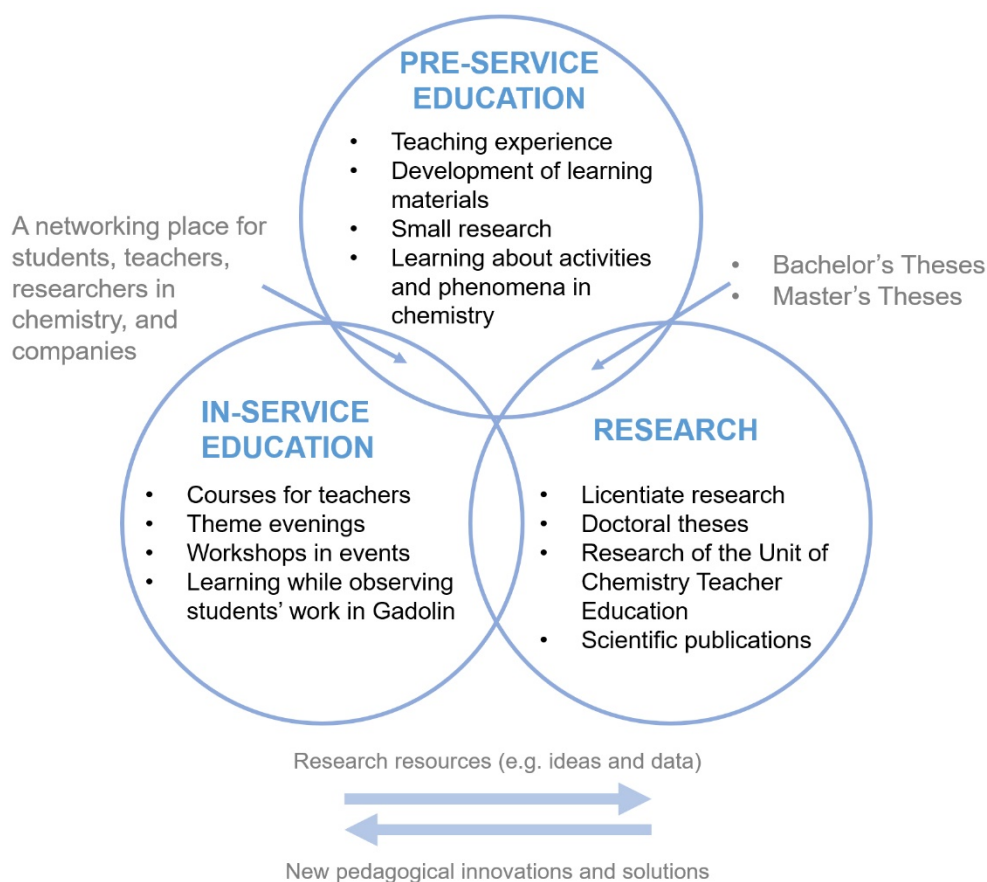 PRE-SERVICE
EDUCATION
• Teaching experience
• Development of learning
materials
• Small research
• Learning about activities
and phenomena in
chemistry
A networking place for
students, teachers,
researchers in
chemistry, and
companies
• Bachelor’s Theses
• Master’s Theses
IN-SERVICE
EDUCATION
• Courses for teachers
• Theme evenings
• Workshops in events
• Learning while observing
students’ work in Gadolin
RESEARCH
• Licentiate research
• Doctoral theses
• Research of the Unit of
Chemistry Teacher
Education
• Scientific publications
Research resources (e.g. ideas and data)
New pedagogical innovations and solutions